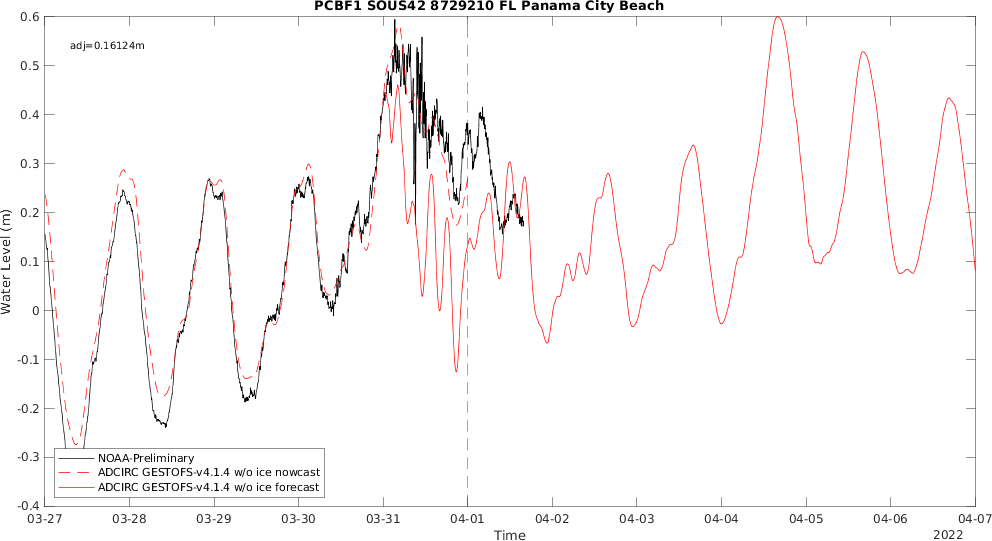 PCBF1 SOUS42 8729210 FL Panama City Beach
adj=0.16124m
0.6
0.5
0.4
0.3
0.2
0.1
0
-0.1
-0.2
-0.3
-0.4
Water Level (m)
NOAA-Preliminary
ADCIRC GESTOFS-v4.1.4 w/o ice nowcast
ADCIRC GESTOFS-v4.1.4 w/o ice forecast
03-27 03-28 03-29 03-30 03-31 04-01 04-02 04-03 04-04 04-05 04-06 04-07
Time
2022